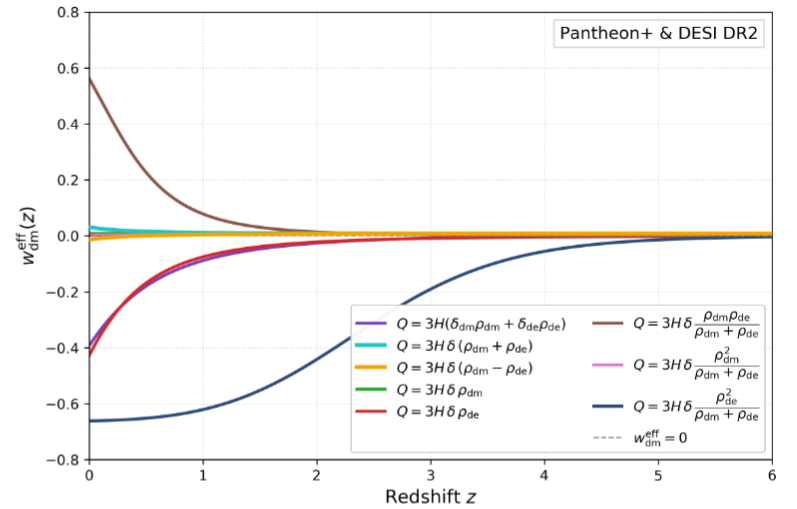 0.8
0.6
0.4
0.2
0.0
−0.2
−0.4
−0.6
−0.8
w_dm^eff(z)
Pantheon+ & DESI DR2
Q = 3H(δ_dm ρ_dm + δ_de ρ_de)
Q = 3H δ (ρ_dm + ρ_de)
Q = 3H δ (ρ_dm − ρ_de)
Q = 3H δ ρ_dm
Q = 3H δ ρ_de
Q = 3H δ ρ_dm ρ_de / ρ_dm + ρ_de
Q = 3H δ ρ_dm^2 / ρ_dm + ρ_de
Q = 3H δ ρ_de^2 / ρ_dm + ρ_de
w_dm^eff = 0
0 1 2 3 4 5 6
Redshift z